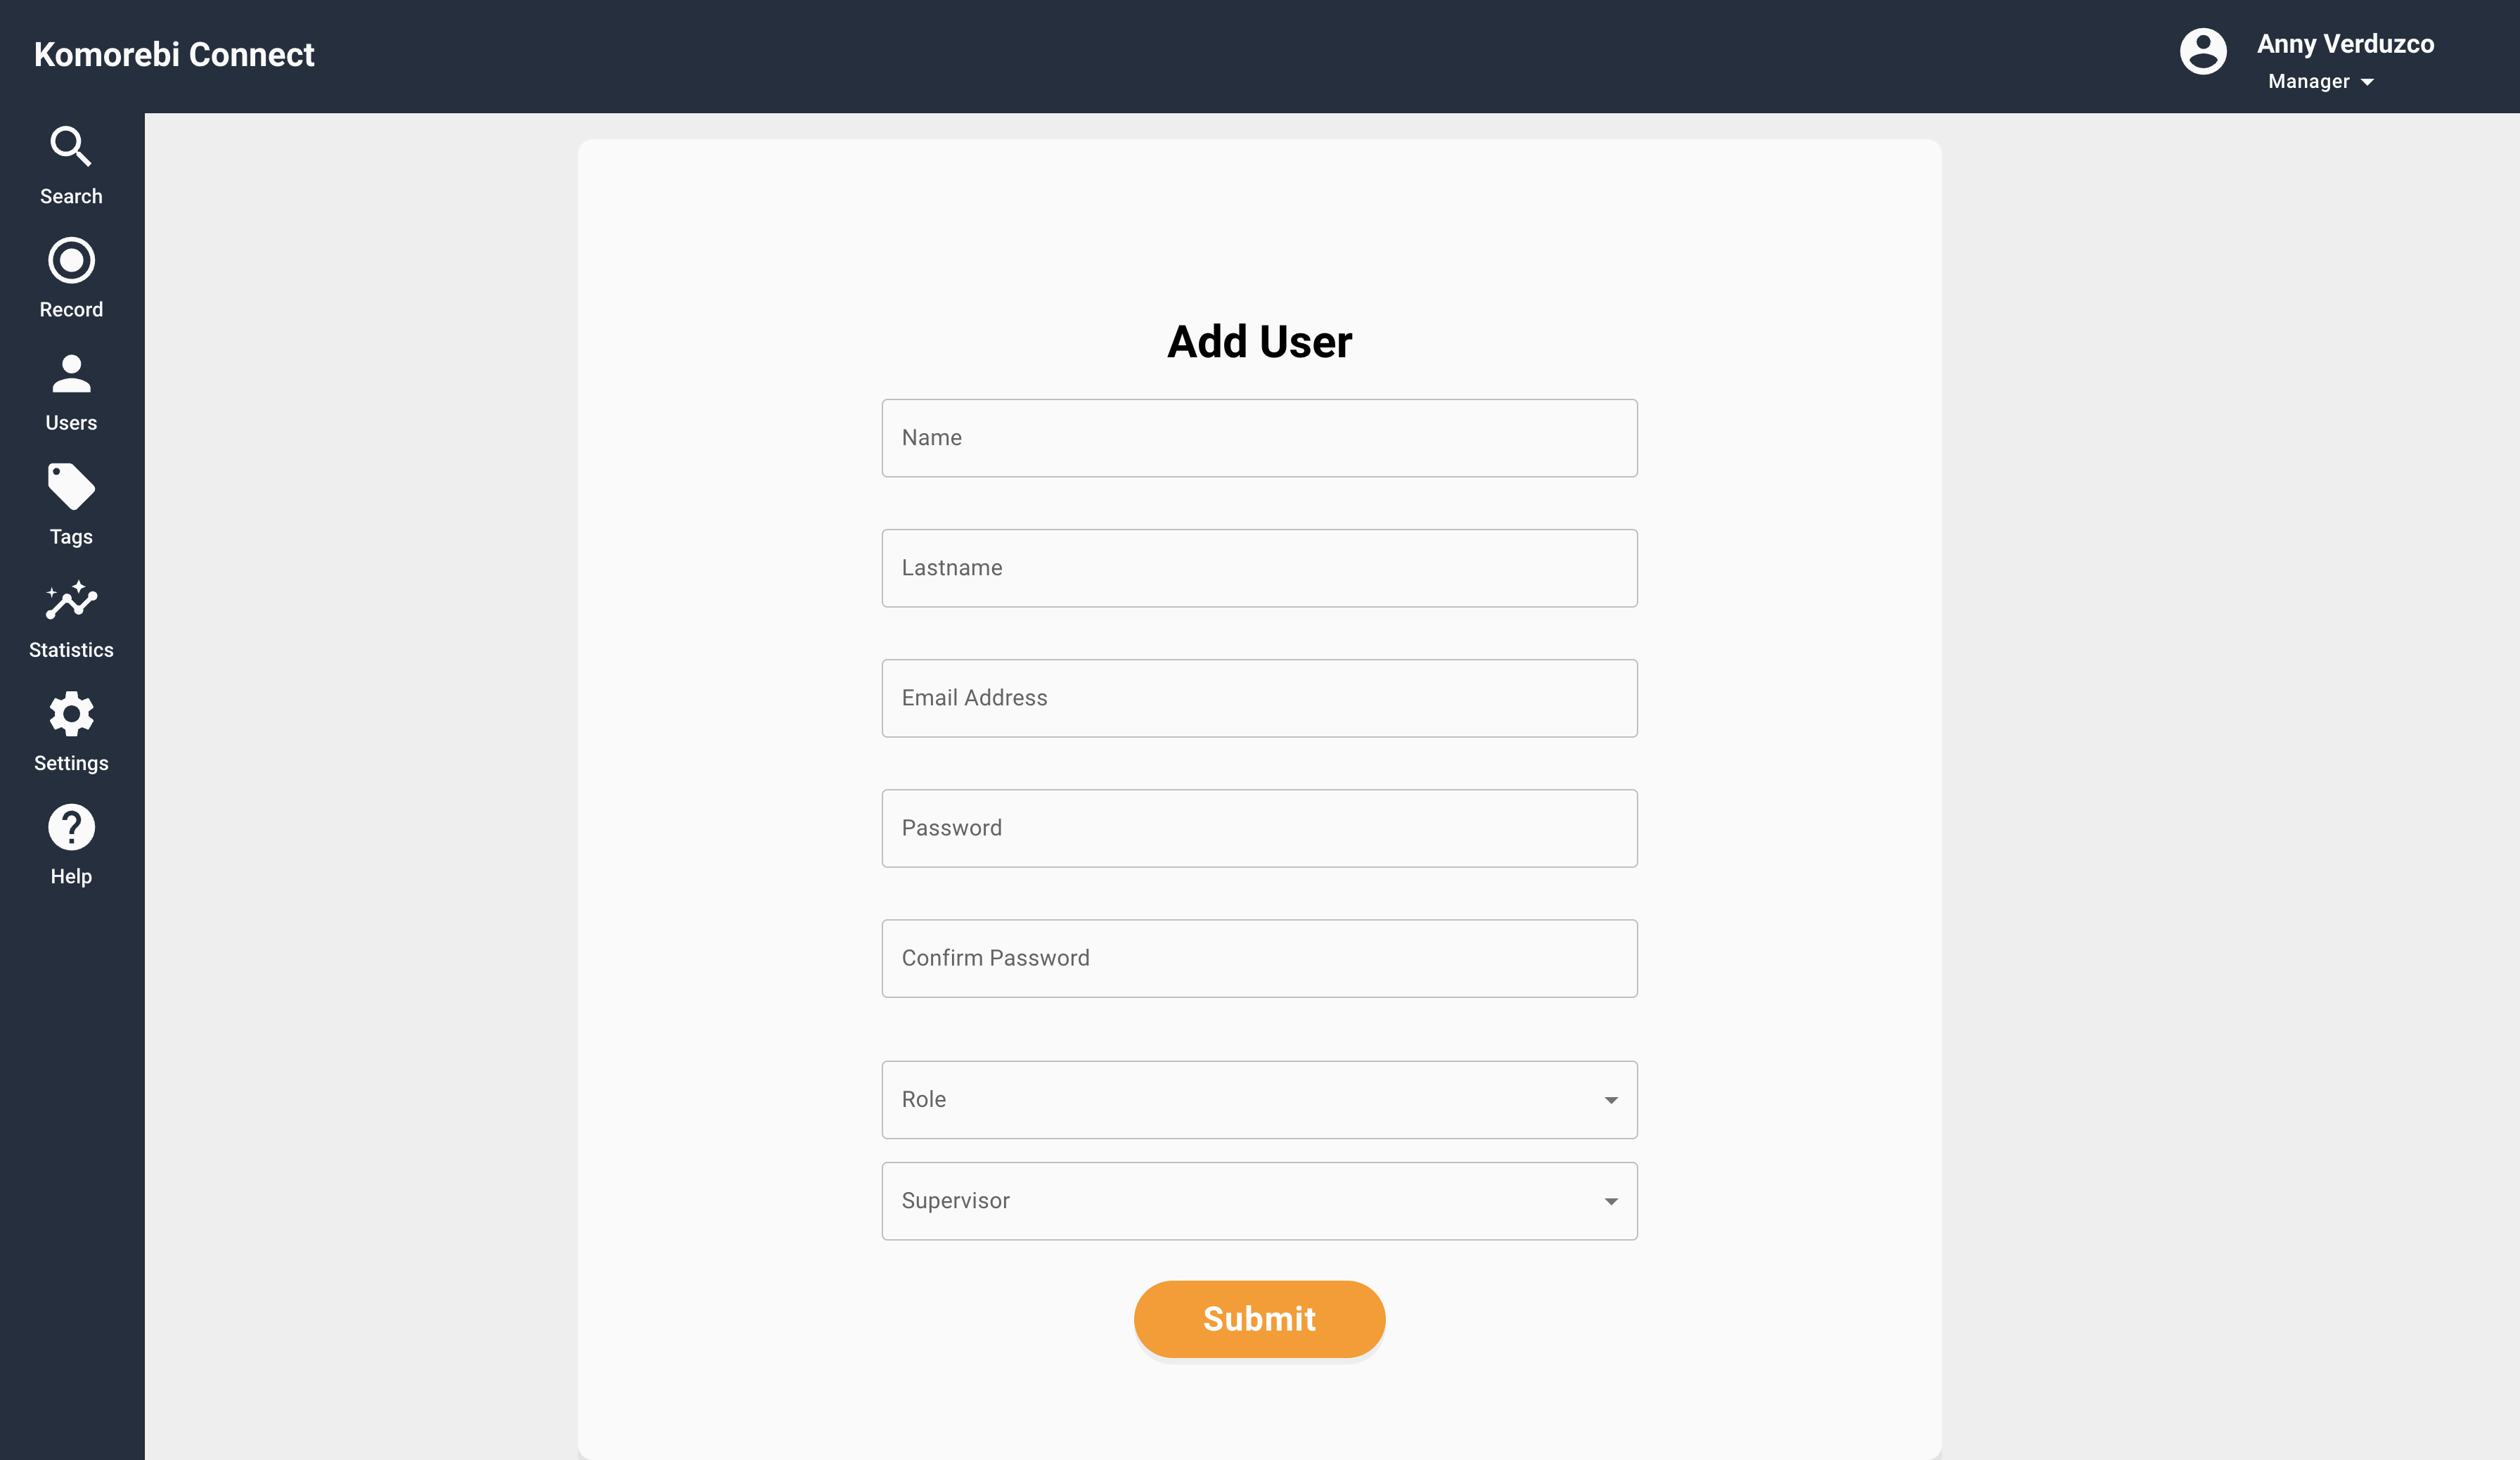 Komorebi Connect
Anny Verduzco
Manager
Search
Record
Users
Tags
Statistics
Settings
Help
Add User
Name
Lastname
Email Address
Password
Confirm Password
Role
Supervisor
Submit